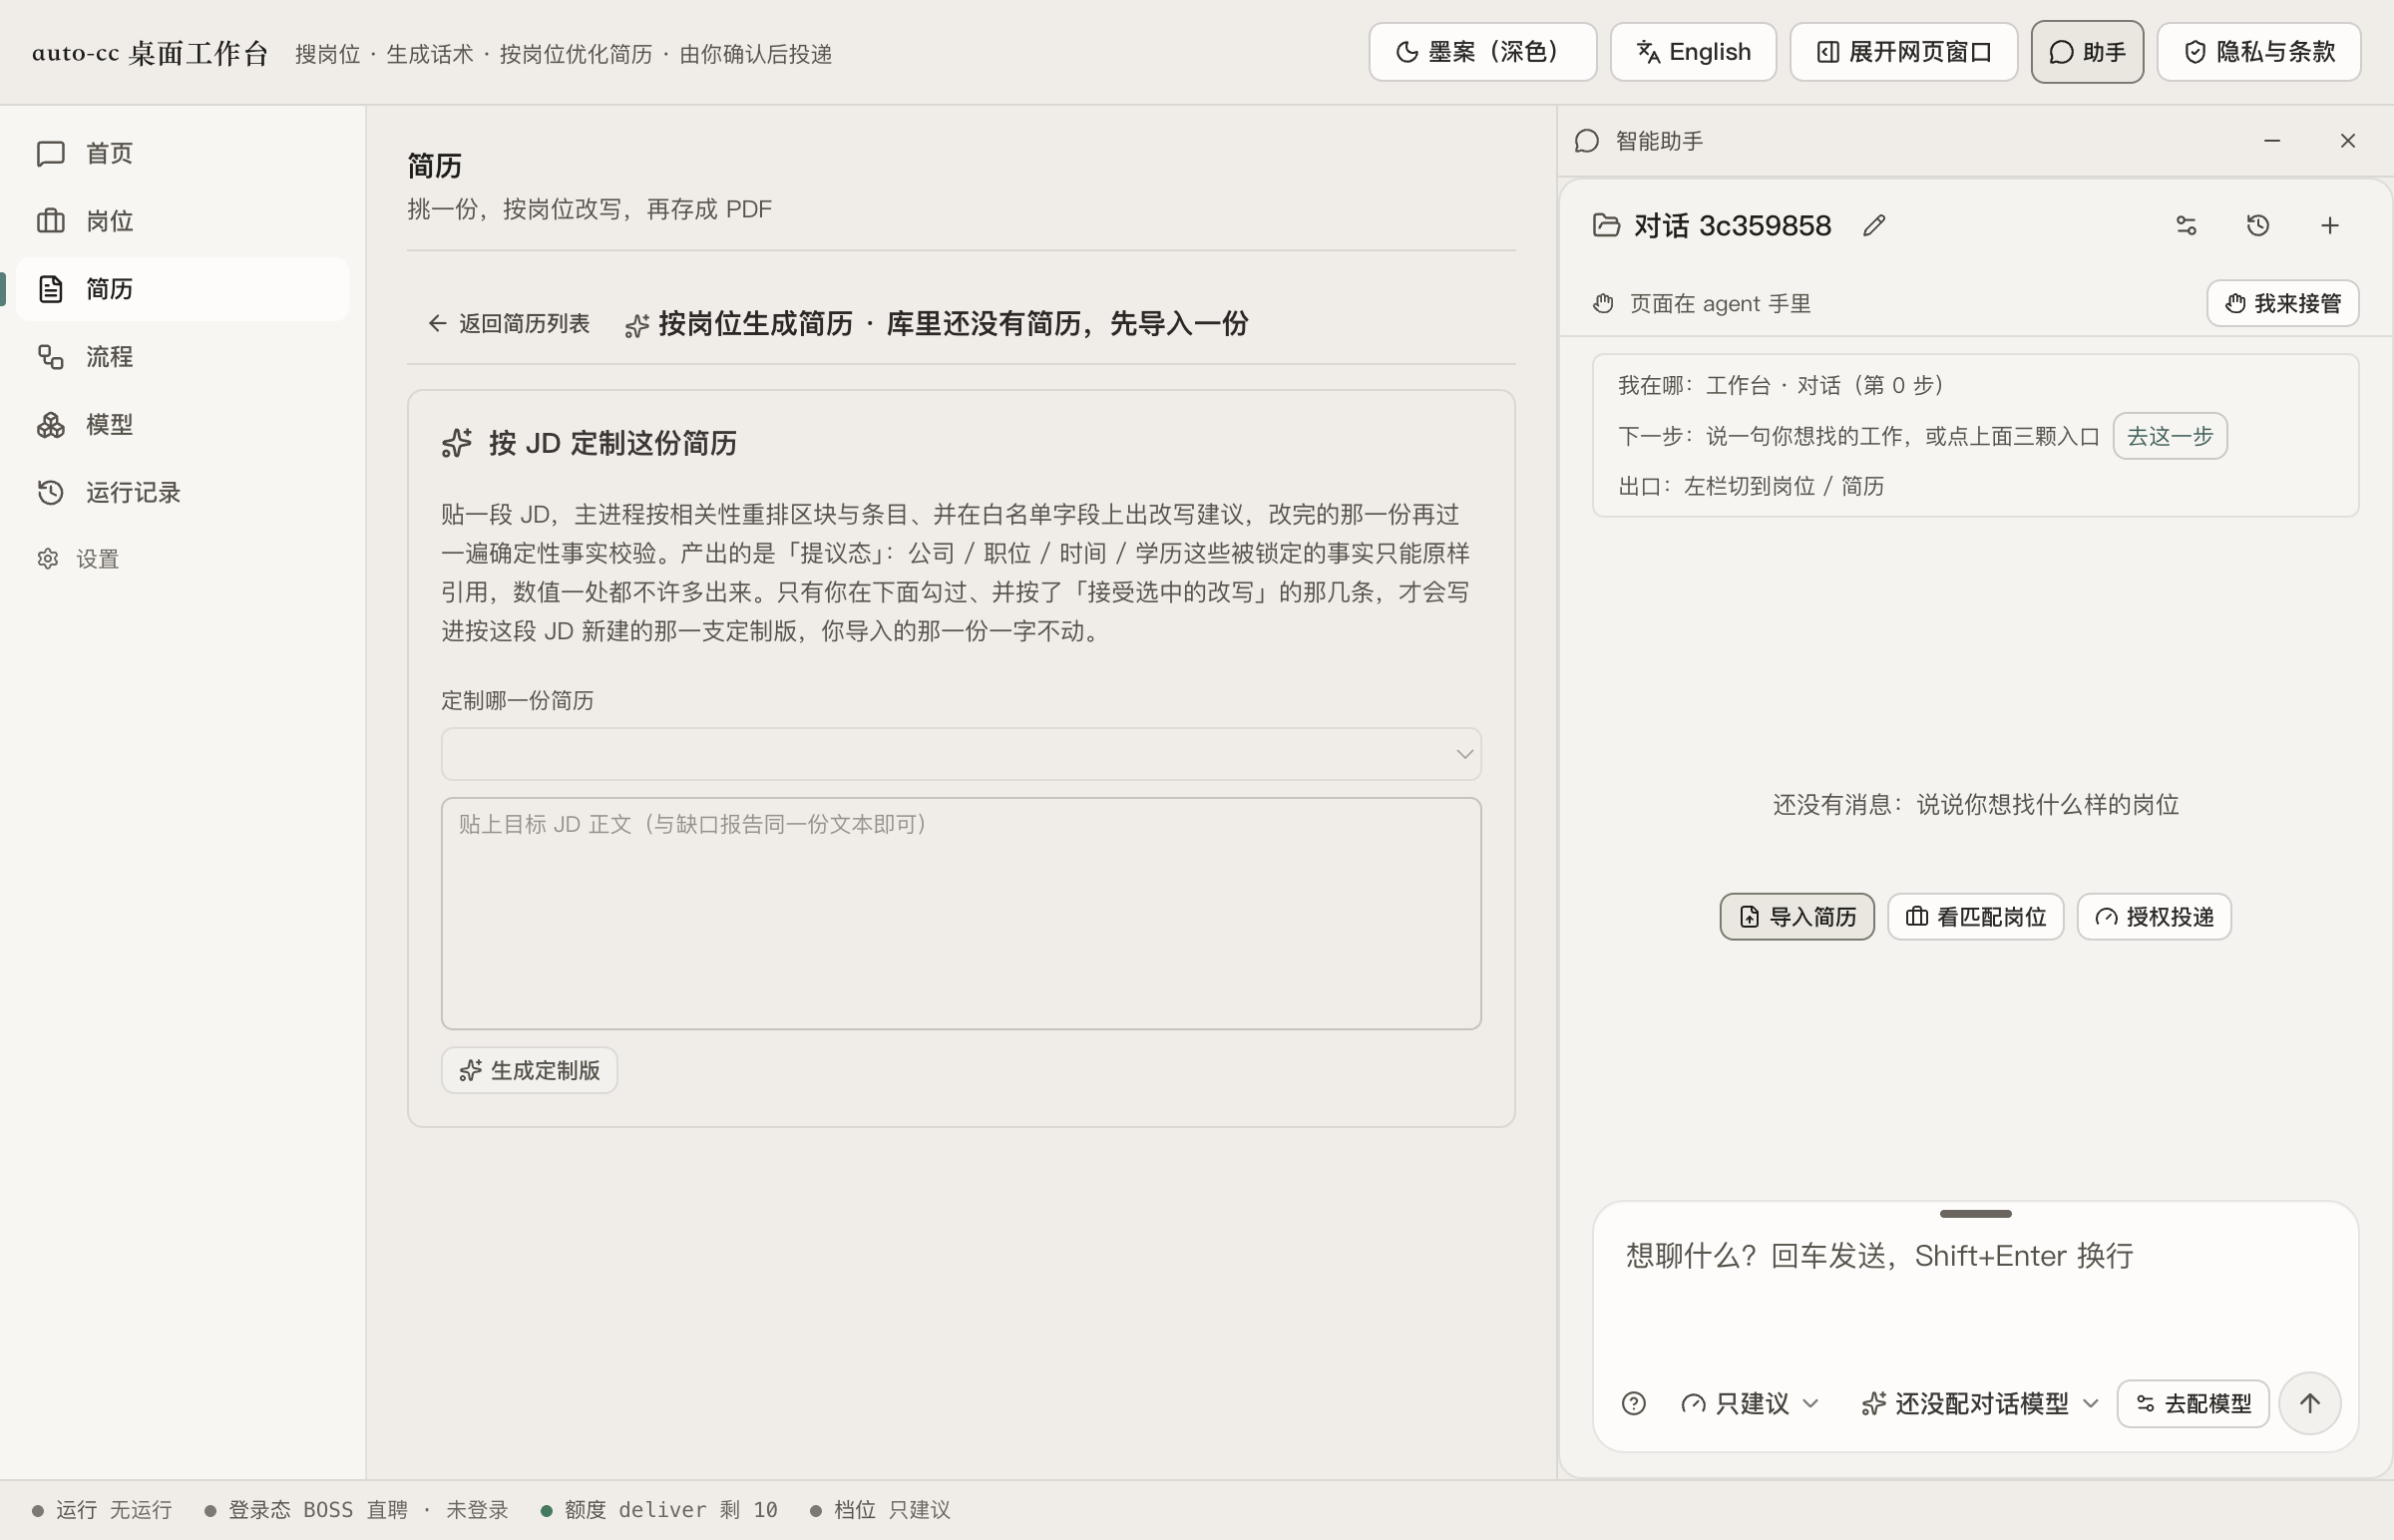 auto-cc 桌面工作台
搜岗位 · 生成话术 · 按岗位优化简历 · 由你确认后投递
墨案（深色）
English
展开网页窗口
助手
隐私与条款
首页
岗位
简历
流程
模型
运行记录
设置
简历
挑一份，按岗位改写，再存成 PDF
返回简历列表
按岗位生成简历 · 库里还没有简历，先导入一份
按 JD 定制这份简历
贴一段 JD，主进程按相关性重排区块与条目、并在白名单字段上出改写建议，改完的那一份再过
一遍确定性事实校验。产出的是「提议态」：公司 / 职位 / 时间 / 学历这些被锁定的事实只能原样
引用，数值一处都不许多出来。只有你在下面勾过、并按了「接受选中的改写」的那几条，才会写
进按这段 JD 新建的那一支定制版，你导入的那一份一字不动。
定制哪一份简历
贴上目标 JD 正文（与缺口报告同一份文本即可）
生成定制版
智能助手
对话 3c359858
页面在 agent 手里
我来接管
我在哪：工作台 · 对话（第 0 步）
下一步：说一句你想找的工作，或点上面三颗入口
去这一步
出口：左栏切到岗位 / 简历
还没有消息：说说你想找什么样的岗位
导入简历
看匹配岗位
授权投递
想聊什么？回车发送，Shift+Enter 换行
只建议
还没配对话模型
去配模型
运行 无运行
登录态 BOSS 直聘 · 未登录
额度 deliver 剩 10
档位 只建议